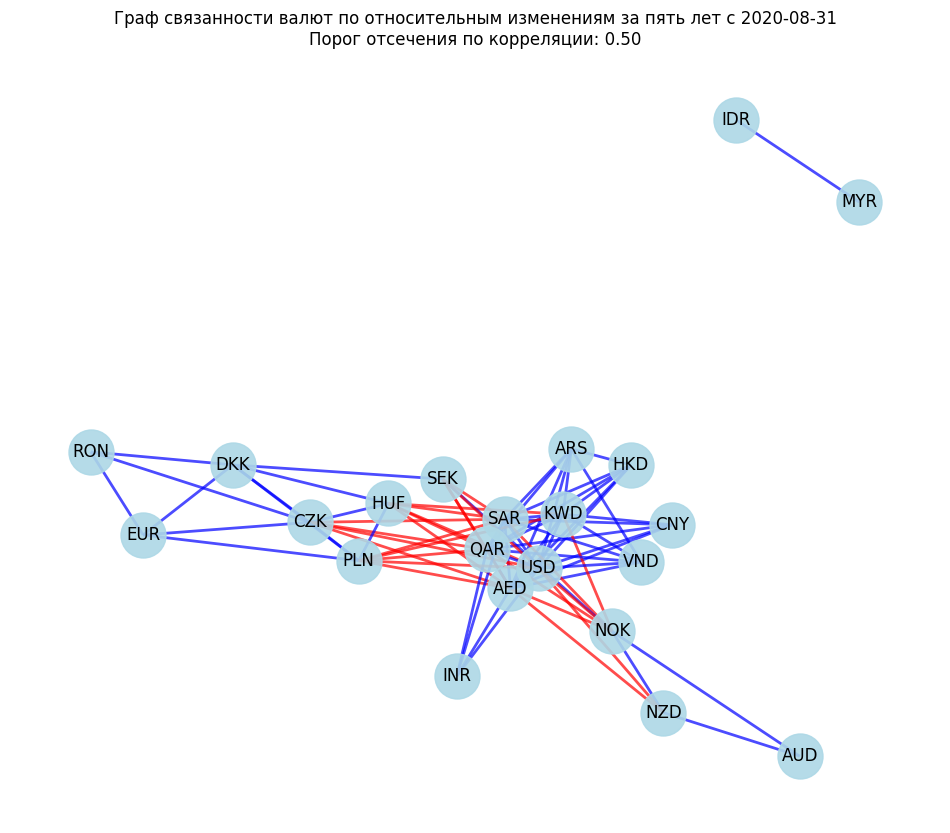 Граф связанности валют по относительным изменениям за пять лет с 2020-08-31
Порог отсечения по корреляции: 0.50
IDR
MYR
RON
DKK
SEK
ARS
HKD
EUR
CZK
HUF
SAR
KWD
CNY
PLN
QAR
USD
VND
AED
NOK
INR
NZD
AUD